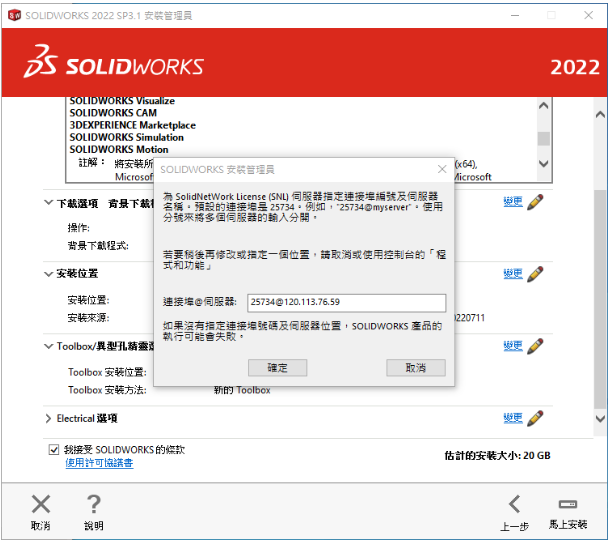 SOLIDWORKS 2022 SP3.1 安裝管理員
SOLIDWORKS
2022
SOLIDWORKS Visualize
SOLIDWORKS CAM
3DEXPERIENCE Marketplace
SOLIDWORKS Simulation
SOLIDWORKS Motion
註解： 將安裝所
(x64),
Microsof
Microsoft
SOLIDWORKS 安裝管理員
為 SolidNetWork License (SNL) 伺服器指定連接埠編號及伺服器
名稱。預設的連接埠是 25734。例如，"25734@myserver"。使用
分號來將多個伺服器的輸入分開。
若要稍後再修改或指定一個位置，請取消或使用控制台的「程
式和功能」
連接埠@伺服器: 25734@120.113.76.59
如果沒有指定連接埠號碼及伺服器位置，SOLIDWORKS 產品的
執行可能會失敗。
確定
取消
下載選項 背景下載
變更
操作:
背景下載程式:
安裝位置
變更
安裝位置:
安裝來源:
0220711
Toolbox/異型孔精靈
變更
Toolbox 安裝位置:
Toolbox 安裝方法: 新的 Toolbox
Electrical 選項
變更
我接受 SOLIDWORKS 的條款
使用許可協議書
估計的安裝大小: 20 GB
取消
說明
上一步
馬上安裝